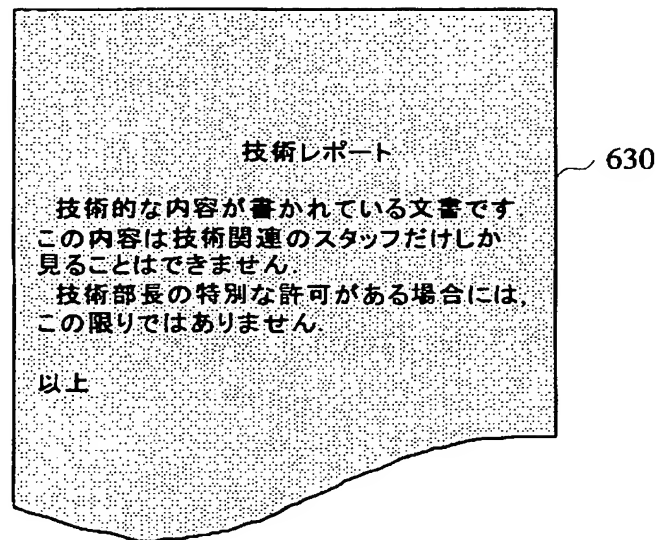 技術レポート
630
技術的な内容が書かれている文書です.
この内容は技術関連のスタッフだけしか
見ることはできません.
技術部長の特別な許可がある場合には,
この限りではありません.
以上